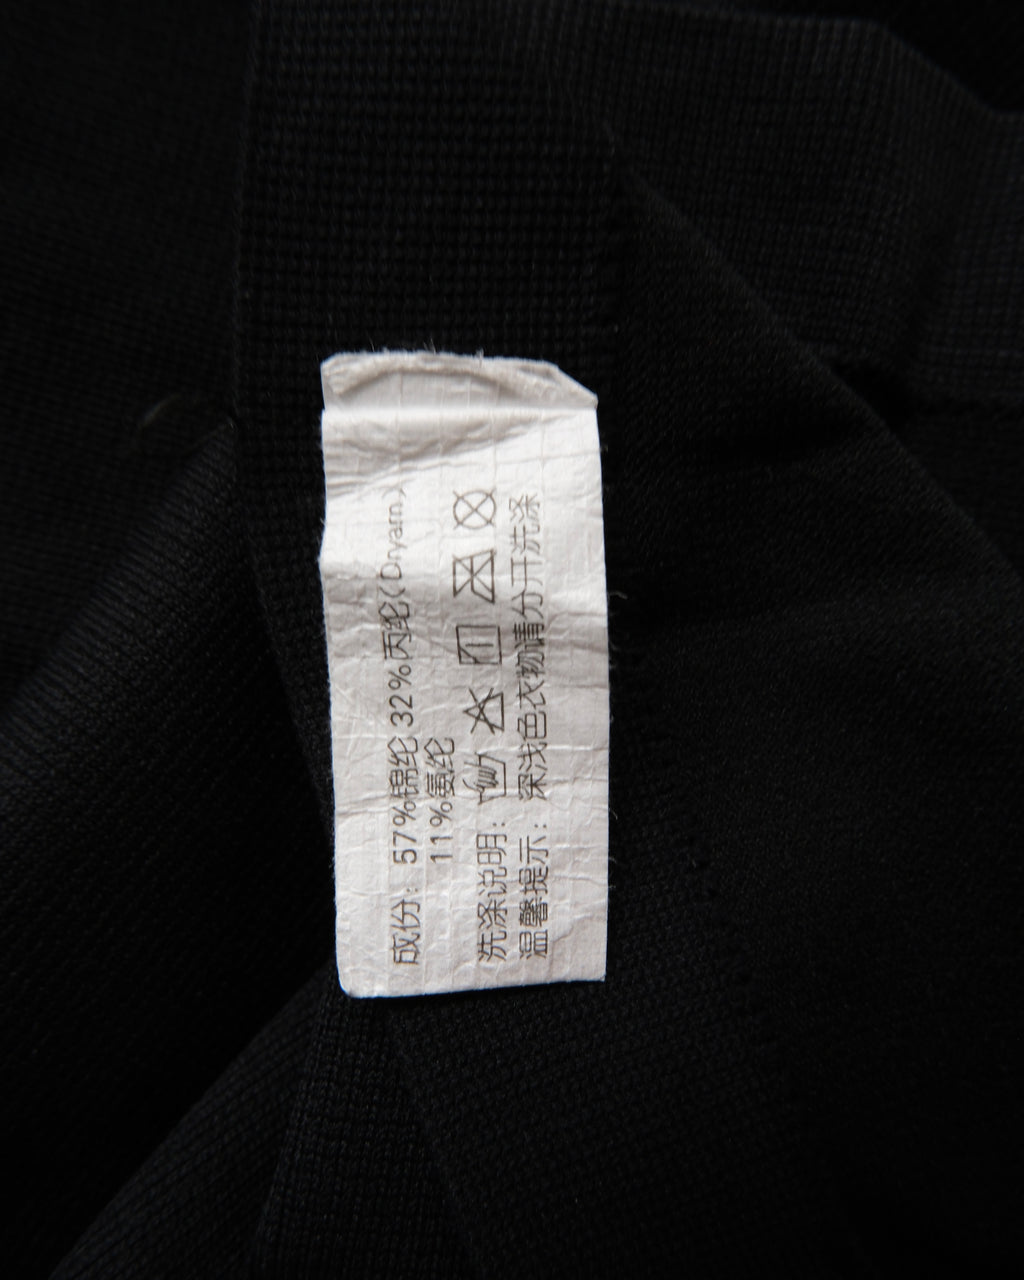 成份：57%锦纶 32%丙纶(Dryarn)
11%氨纶
洗涤说明：
温馨提示：深浅色衣物请分开洗涤